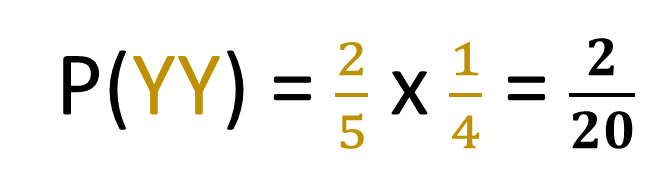 P(YY) = 2/5 x 1/4 = 2/20